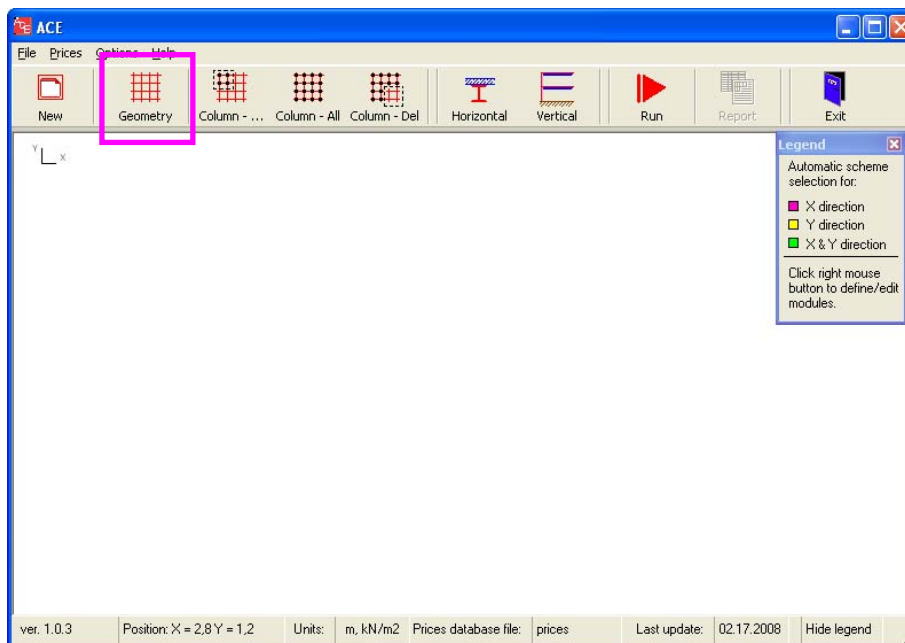 ACE
File Prices Options Help
New Geometry Column - ... Column - All Column - Del Horizontal Vertical Run Report Exit
Y
X
Legend
Automatic scheme
selection for:
X direction
Y direction
X & Y direction
Click right mouse
button to define/edit
modules.
ver. 1.0.3 Position: X = 2,8 Y = 1,2 Units: m, kN/m2 Prices database file: prices Last update: 02.17.2008 Hide legend